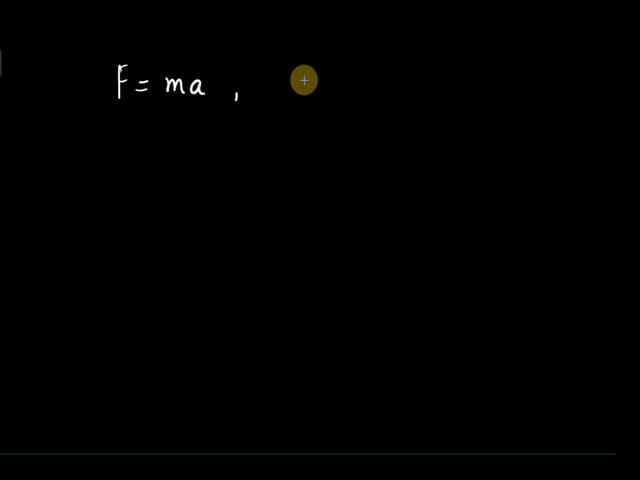 F = ma ,